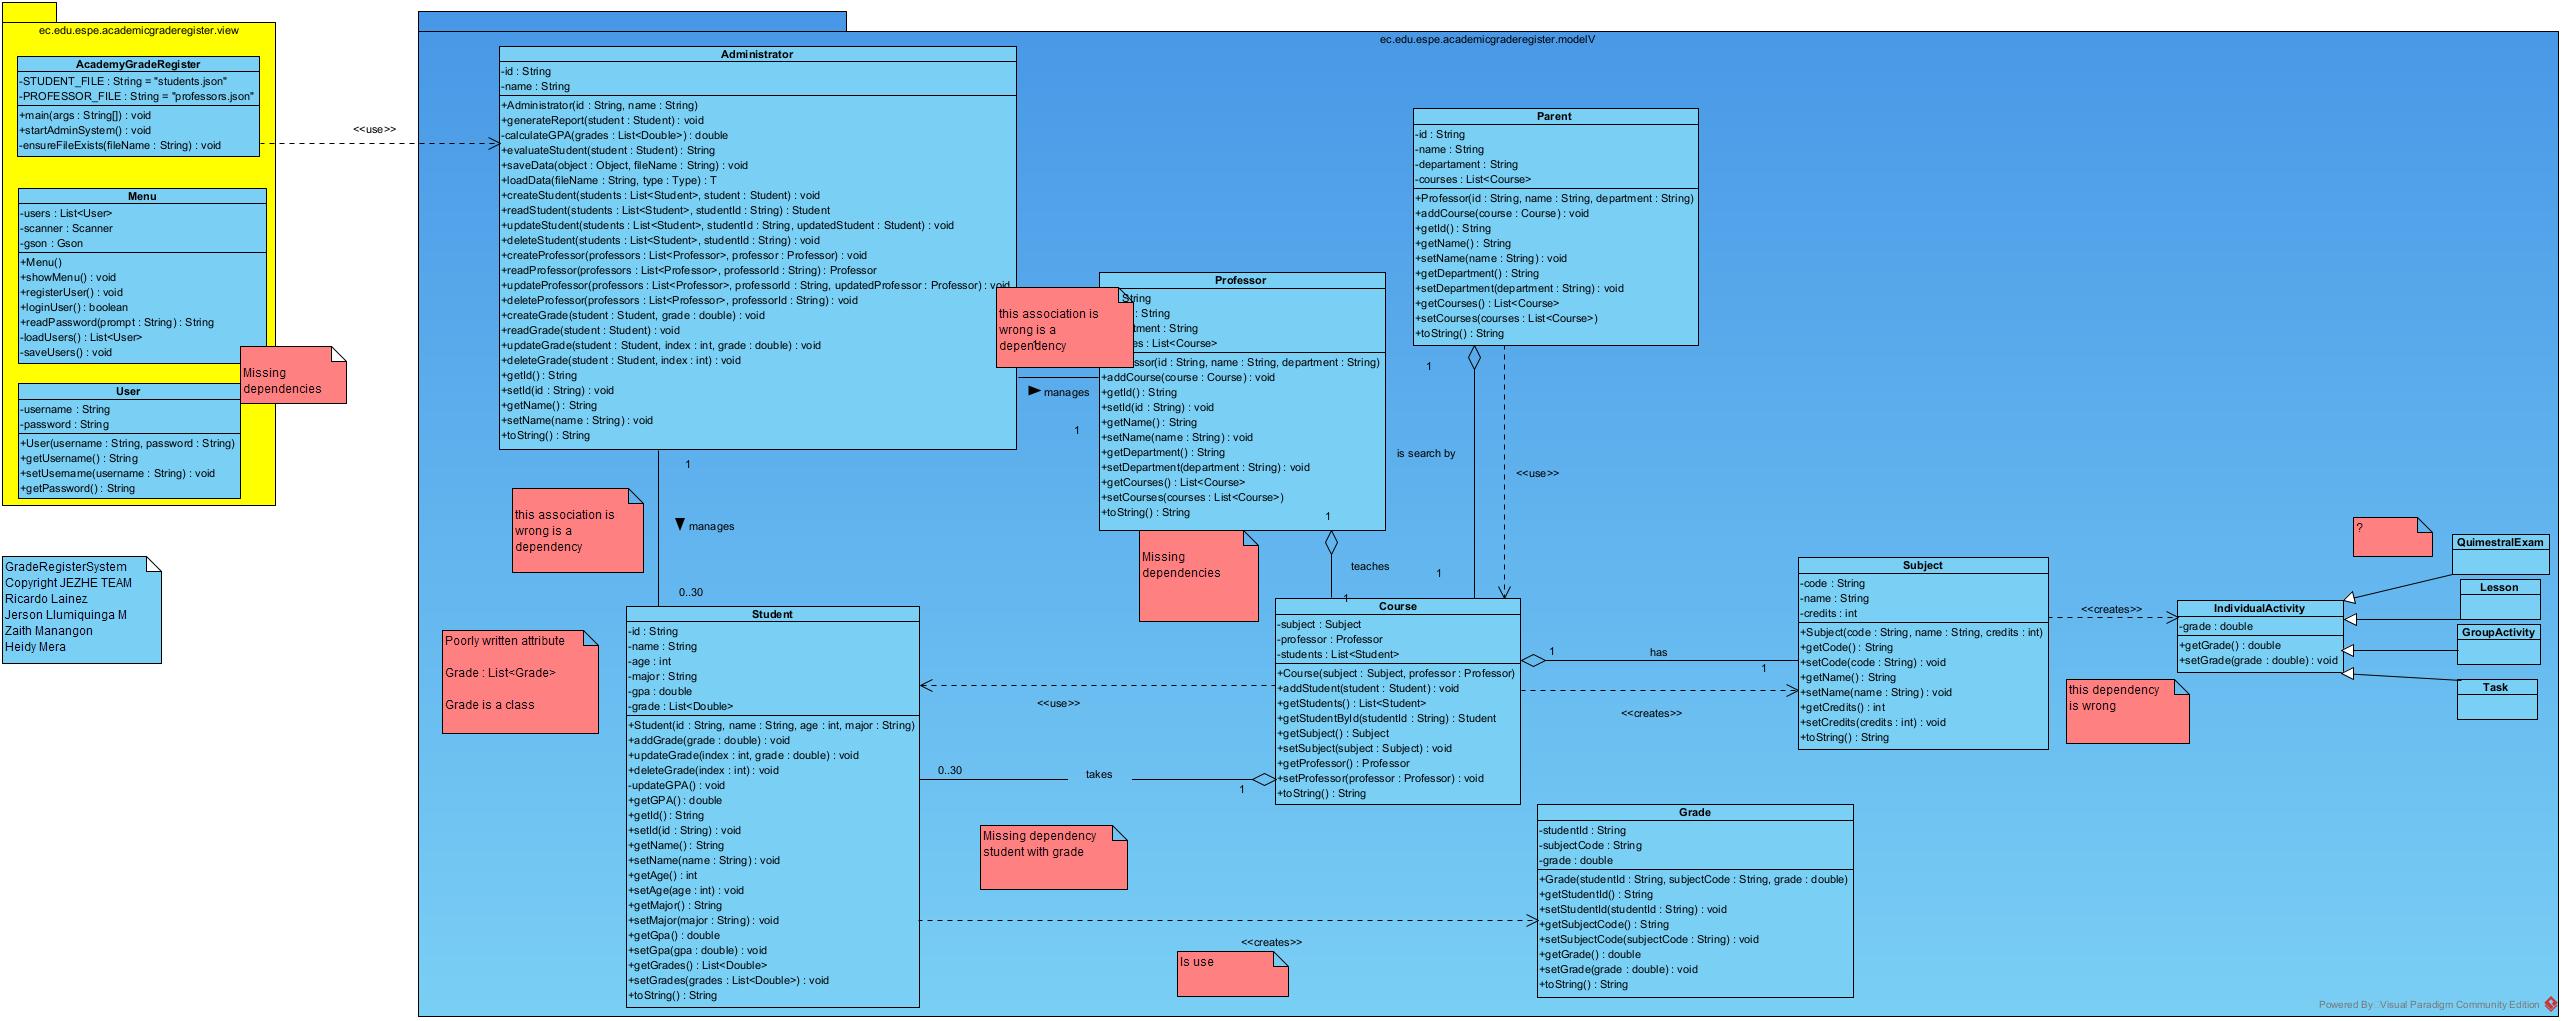 ec.edu.espe.academicgraderegister.view
AcademyGradeRegister
-STUDENT_FILE : String = "students.json"
-PROFESSOR_FILE : String = "professors.json"
+main(args : String[]) : void
+startAdminSystem() : void
-ensureFileExists(fileName : String) : void
<<use>>
Menu
-users : List<User>
-scanner : Scanner
-gson : Gson
+Menu()
+showMenu() : void
+registerUser() : void
+loginUser() : boolean
+readPassword(prompt : String) : String
-loadUsers() : List<User>
-saveUsers() : void
Missing
dependencies
User
-username : String
-password : String
+User(username : String, password : String)
+getUsername() : String
+setUsername(username : String) : void
+getPassword() : String
GradeRegisterSystem
Copyright JEZHE TEAM
Ricardo Lainez
Jerson Llumiquinga M
Zaith Manangon
Heidy Mera
ec.edu.espe.academicgraderegister.modelV
Administrator
-id : String
-name : String
+Administrator(id : String, name : String)
+generateReport(student : Student) : void
-calculateGPA(grades : List<Double>) : double
+evaluateStudent(student : Student) : String
+saveData(object : Object, fileName : String) : void
+loadData(fileName : String, type : Type) : T
+createStudent(students : List<Student>, student : Student) : void
+readStudent(students : List<Student>, studentId : String) : Student
+updateStudent(students : List<Student>, studentId : String, updatedStudent : Student) : void
+deleteStudent(students : List<Student>, studentId : String) : void
+createProfessor(professors : List<Professor>, professor : Professor) : void
+readProfessor(professors : List<Professor>, professorId : String) : Professor
+updateProfessor(professors : List<Professor>, professorId : String, updatedProfessor : Professor) : void
+deleteProfessor(professors : List<Professor>, professorId : String) : void
+createGrade(student : Student, grade : double) : void
+readGrade(student : Student) : void
+updateGrade(student : Student, index : int, grade : double) : void
+deleteGrade(student : Student, index : int) : void
+getId() : String
+setId(id : String) : void
+getName() : String
+setName(name : String) : void
+toString() : String
this association is
wrong is a
dependency
manages
1
Professor
String
: String
tment : String
es : List<Course>
ssor(id : String, name : String, department : String)
+addCourse(course : Course) : void
+getId() : String
+setId(id : String) : void
+getName() : String
+setName(name : String) : void
+getDepartment() : String
+setDepartment(department : String) : void
+getCourses() : List<Course>
+setCourses(courses : List<Course>)
+toString() : String
1
Missing
dependencies
teaches
1
Parent
-id : String
-name : String
-departament : String
-courses : List<Course>
+Professor(id : String, name : String, department : String)
+addCourse(course : Course) : void
+getId() : String
+getName() : String
+setName(name : String) : void
+getDepartment() : String
+setDepartment(department : String) : void
+getCourses() : List<Course>
+setCourses(courses : List<Course>)
+toString() : String
1
is search by
<<use>>
1
1
this association is
wrong is a
dependency
manages
0..30
Poorly written attribute
Grade : List<Grade>
Grade is a class
Student
-id : String
-name : String
-age : int
-major : String
-gpa : double
-grade : List<Double>
+Student(id : String, name : String, age : int, major : String)
+addGrade(grade : double) : void
+updateGrade(index : int, grade : double) : void
+deleteGrade(index : int) : void
-updateGPA() : void
+getGPA() : double
+getId() : String
+setId(id : String) : void
+getName() : String
+setName(name : String) : void
+getAge() : int
+setAge(age : int) : void
+getMajor() : String
+setMajor(major : String) : void
+getGpa() : double
+setGpa(gpa : double) : void
+getGrades() : List<Double>
+setGrades(grades : List<Double>) : void
+toString() : String
<<use>>
0..30
takes
1
Missing dependency
student with grade
<<creates>>
Is use
Course
-subject : Subject
-professor : Professor
-students : List<Student>
+Course(subject : Subject, professor : Professor)
+addStudent(student : Student) : void
+getStudents() : List<Student>
+getStudentById(studentId : String) : Student
+getSubject() : Subject
+setSubject(subject : Subject) : void
+getProfessor() : Professor
+setProfessor(professor : Professor) : void
+toString() : String
1
has
1
<<creates>>
Grade
-studentId : String
-subjectCode : String
-grade : double
+Grade(studentId : String, subjectCode : String, grade : double)
+getStudentId() : String
+setStudentId(studentId : String) : void
+getSubjectCode() : String
+setSubjectCode(subjectCode : String) : void
+getGrade() : double
+setGrade(grade : double) : void
+toString() : String
Subject
-code : String
-name : String
-credits : int
+Subject(code : String, name : String, credits : int)
+getCode() : String
+setCode(code : String) : void
+getName() : String
+setName(name : String) : void
+getCredits() : int
+setCredits(credits : int) : void
+toString() : String
<<creates>>
this dependency
is wrong
IndividualActivity
-grade : double
+getGrade() : double
+setGrade(grade : double) : void
?
QuimestralExam
Lesson
GroupActivity
Task
Powered By Visual Paradigm Community Edition